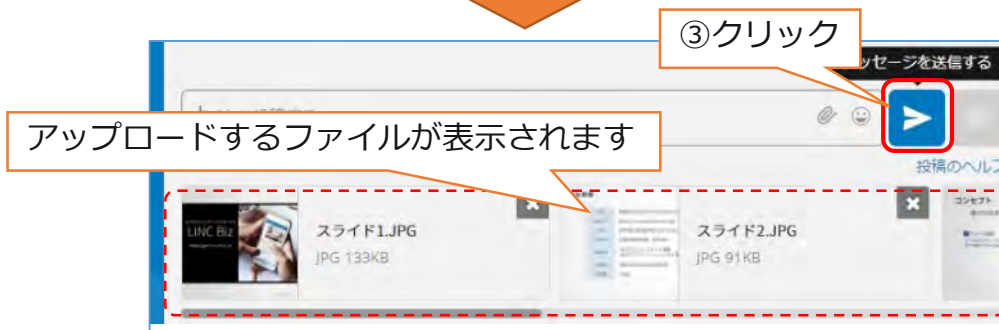 ③クリック
ッセージを送信する
アップロードするファイルが表示されます
投稿のヘルプ
LINC Biz
スライド1.JPG
JPG 133KB
スライド2.JPG
JPG 91KB
コンセプト